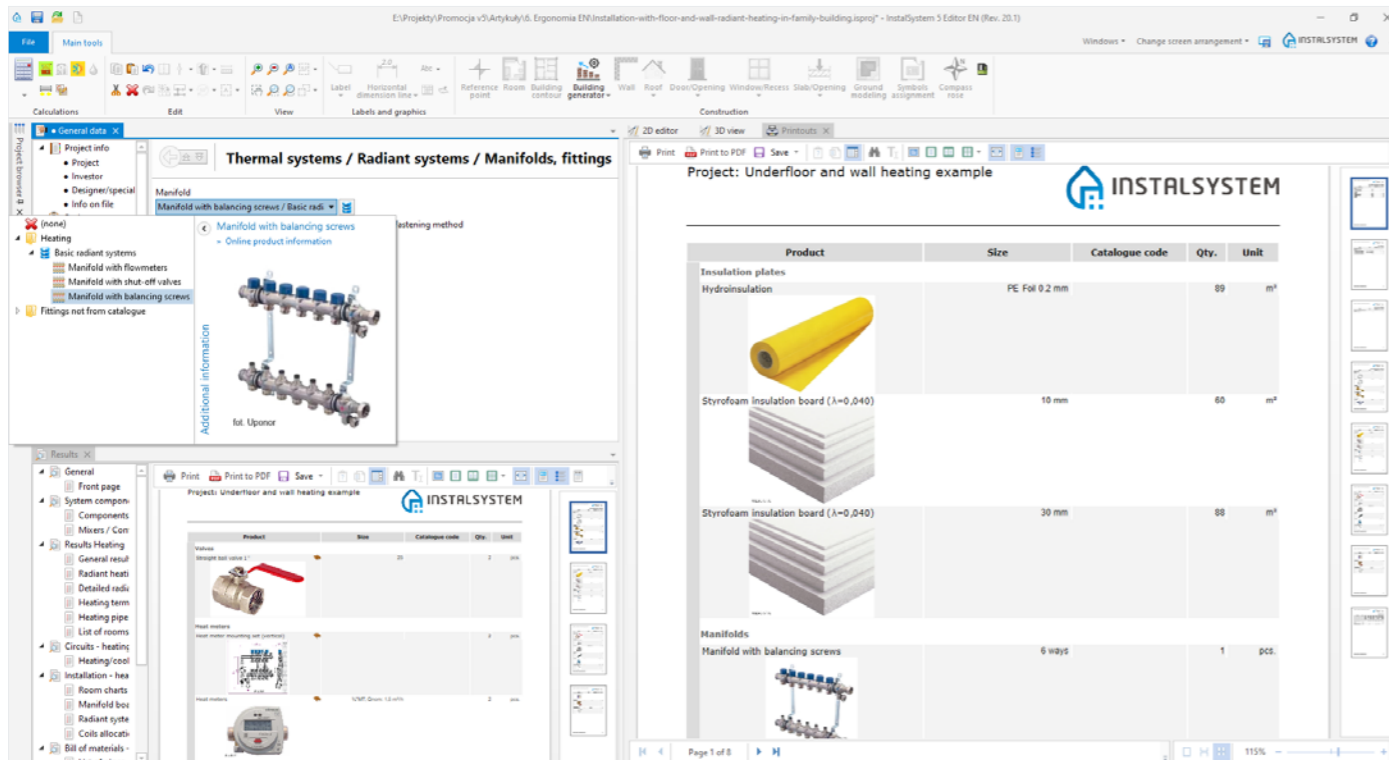 E:\Projekty\Promocja v5\Artykuły\6. Ergonomia EN\Installation-with-floor-and-wall-radiant-heating-in-family-building.isproj* - InstalSystem 5 Editor EN (Rev. 20.1)
File Main tools
Windows Change screen arrangement INSTALSYSTEM
Label Horizontal dimension line Abc Reference point Room Building contour Building generator Wall Roof Door/Opening Window/Recess Slab/Opening Ground modeling Symbols assignment Compass rose
Calculations Edit View Labels and graphics Construction
Project browser
General data
Project info
Project
Investor
Designer/special
Info on file
Thermal systems / Radiant systems / Manifolds, fittings
Manifold
Manifold with balancing screws / Basic radi
fastening method
(none)
Heating
Basic radiant systems
Manifold with flowmeters
Manifold with shut-off valves
Manifold with balancing screws
Fittings not from catalogue
Manifold with balancing screws
Online product information
Additional information
fot. Uponor
Results
General
Front page
System compon
Components
Mixers / Con
Results Heating
General result
Radiant heati
Detailed radia
Heating term
Heating pipe
List of rooms
Circuits - heating
Heating/cool
Installation - hea
Room charts
Manifold box
Radiant syste
Coils allocati
Bill of materials -
Print Print to PDF Save
Project: Underfloor and wall heating example
INSTALSYSTEM
Product Size Catalogue code Qty. Unit
Valves
Straight ball valve 1" 25 2 pcs
Heat meters
Heat meter mounting set (vertical) 2 pcs
Heat meters 2 pcs
2D editor 3D view Printouts
Print Print to PDF Save
Project: Underfloor and wall heating example
INSTALSYSTEM
Product Size Catalogue code Qty. Unit
Insulation plates
Hydroinsulation PE Foil 0.2 mm 89 m²
Styrofoam insulation board (λ=0,040) 10 mm 60 m²
Styrofoam insulation board (λ=0,040) 30 mm 88 m²
Manifolds
Manifold with balancing screws 6 ways 1 pcs.
Page 1 of 8 115%